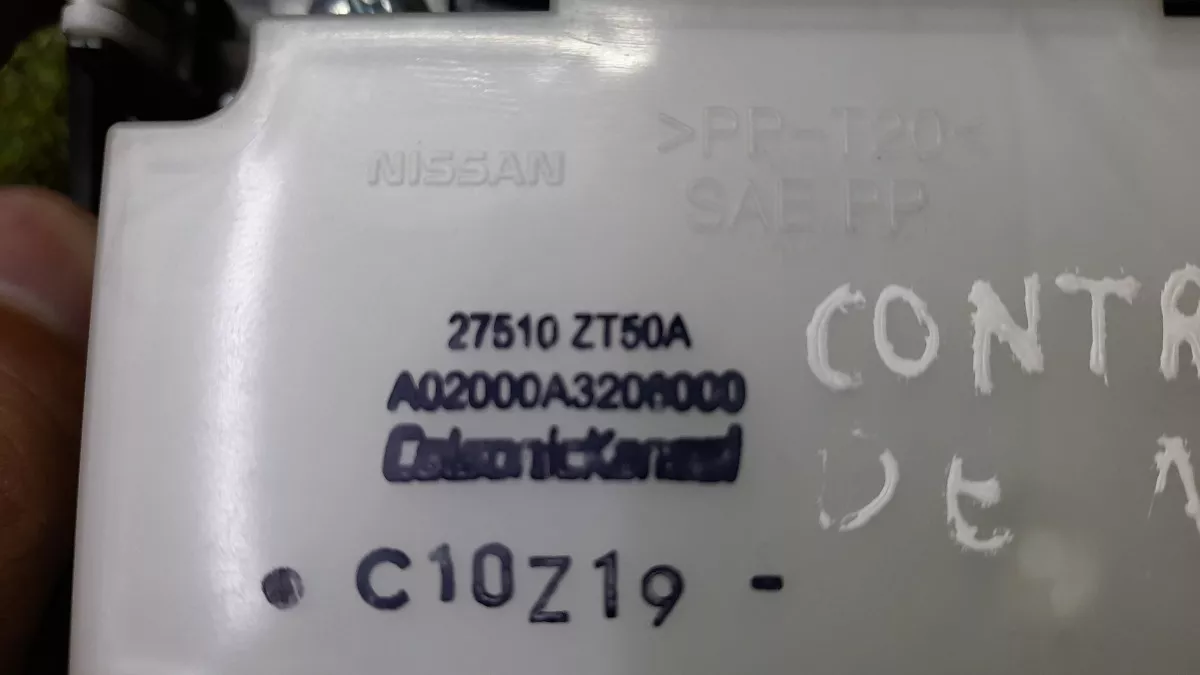 NISSAN
>PP-T20<
SAE PP
27510 ZT50A
A02000A3206000
CalsonicKansei
C10Z19 -
CONTR
DE